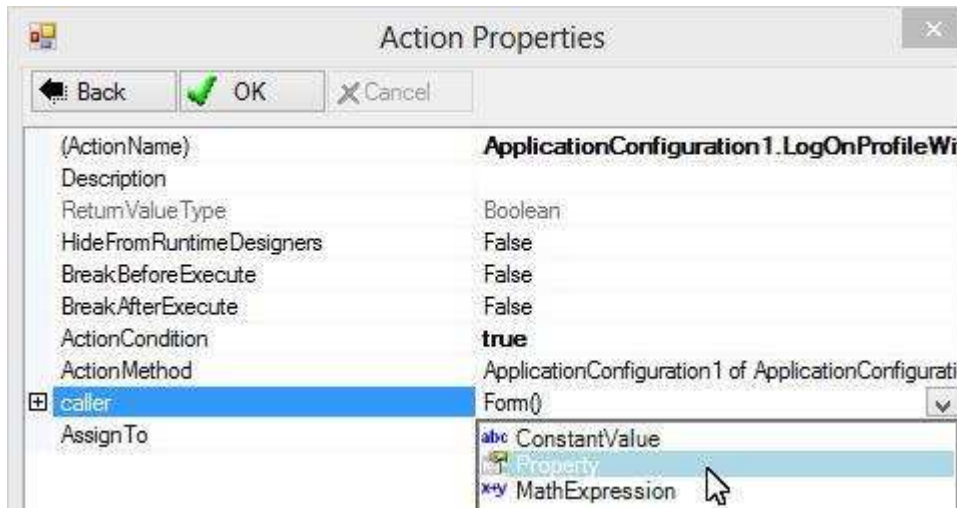 Action Properties
Back OK Cancel
(ActionName) ApplicationConfiguration1.LogOnProfileWi
Description
ReturnValueType Boolean
HideFromRuntimeDesigners False
BreakBeforeExecute False
BreakAfterExecute False
ActionCondition true
ActionMethod ApplicationConfiguration1 of ApplicationConfigurati
caller Form()
AssignTo
abc ConstantValue
Property
x+y MathExpression